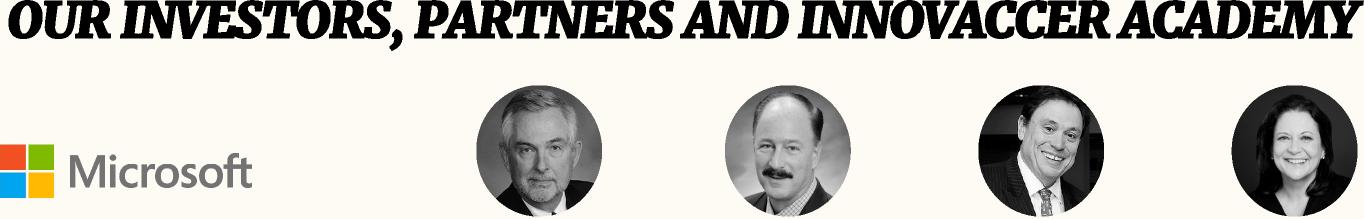 OUR INVESTORS, PARTNERS AND INNOVACCER ACADEMY
Microsoft